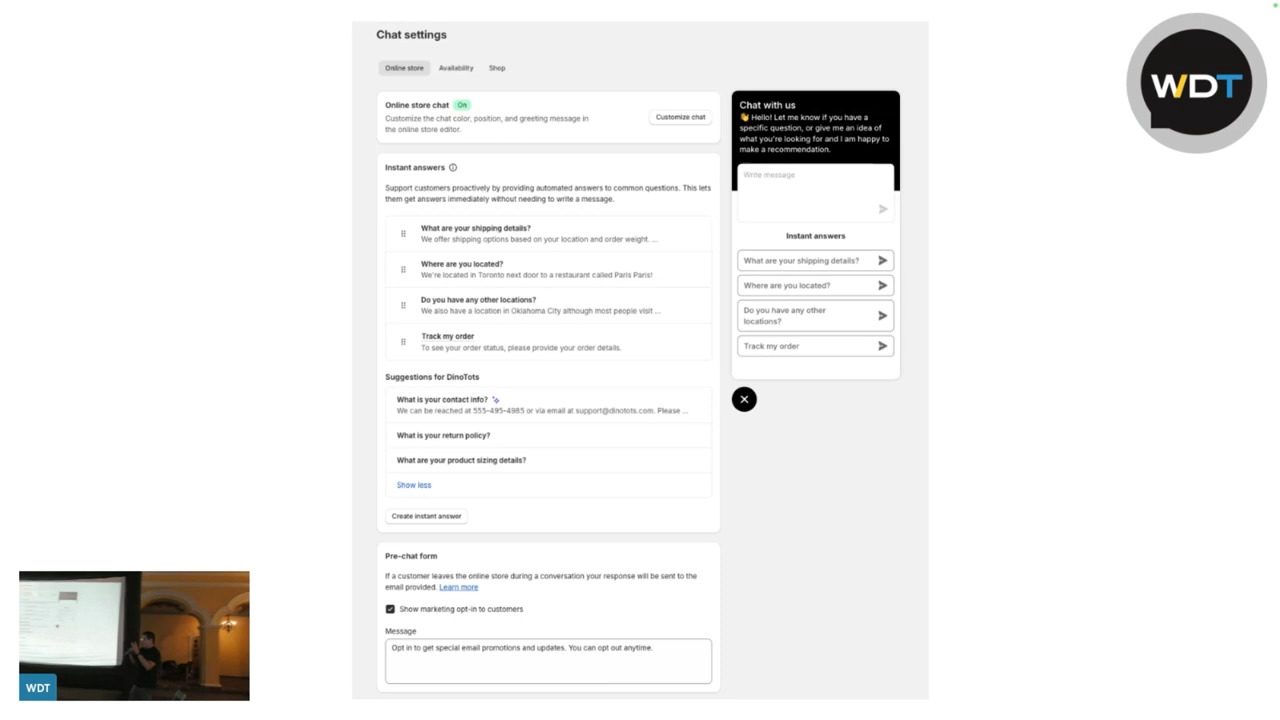 Chat settings
Online store Availability Shop
Online store chat On
Customize the chat color, position, and greeting message in
the online store editor.
Customize chat
Instant answers
Support customers proactively by providing automated answers to common questions. This lets
them get answers immediately without needing to write a message.
What are your shipping details?
We offer shipping options based on your location and order weight. ...
Where are you located?
We're located in Toronto next door to a restaurant called Paris Paris!
Do you have any other locations?
We also have a location in Oklahoma City although most people visit ...
Track my order
To see your order status, please provide your order details.
Suggestions for DinoTots
What is your contact info?
We can be reached at 555-495-4985 or via email at support@dinotots.com. Please ...
What is your return policy?
What are your product sizing details?
Show less
Create instant answer
Pre-chat form
If a customer leaves the online store during a conversation your response will be sent to the
email provided. Learn more
Show marketing opt-in to customers
Message
Opt in to get special email promotions and updates. You can opt out anytime.
Chat with us
👋 Hello! Let me know if you have a
specific question, or give me an idea of
what you're looking for and I am happy to
make a recommendation.
Write message
Instant answers
What are your shipping details?
Where are you located?
Do you have any other
locations?
Track my order
WDT
WDT